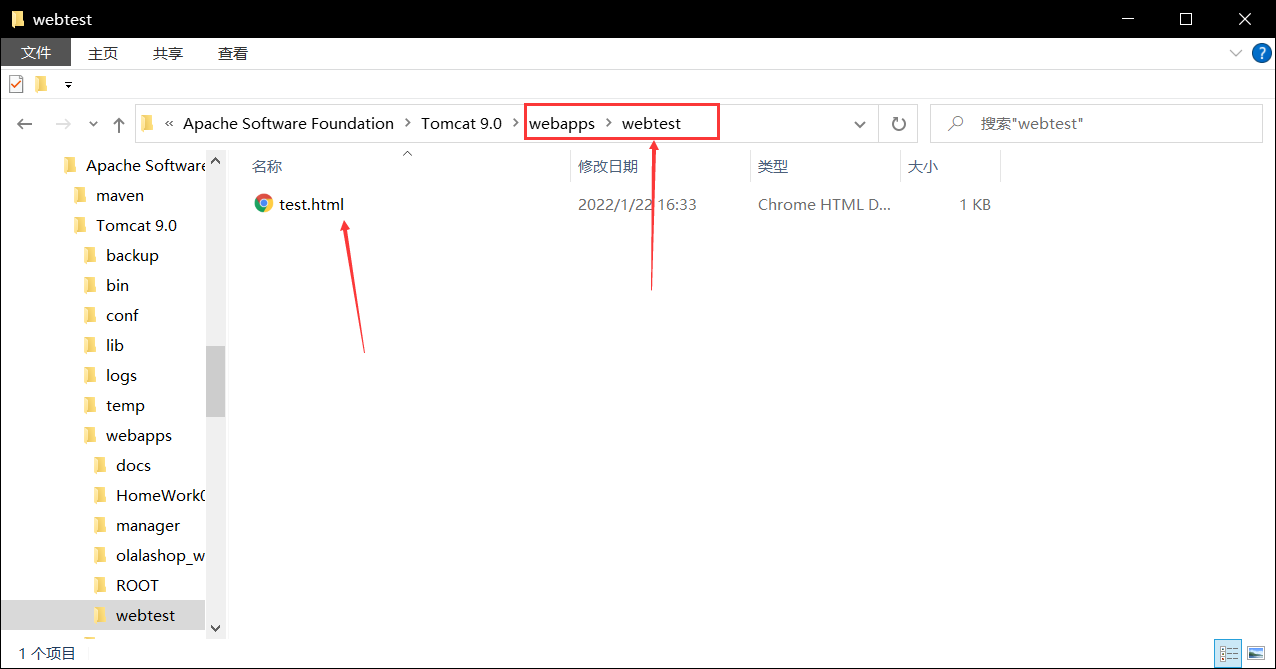 webtest
文件 主页 共享 查看
?
« Apache Software Foundation > Tomcat 9.0 > webapps > webtest 搜索"webtest"
名称 修改日期 类型 大小
test.html 2022/1/22 16:33 Chrome HTML D... 1 KB
Apache Software
maven
Tomcat 9.0
backup
bin
conf
lib
logs
temp
webapps
docs
HomeWork0
manager
olalashop_w
ROOT
webtest
1 个项目